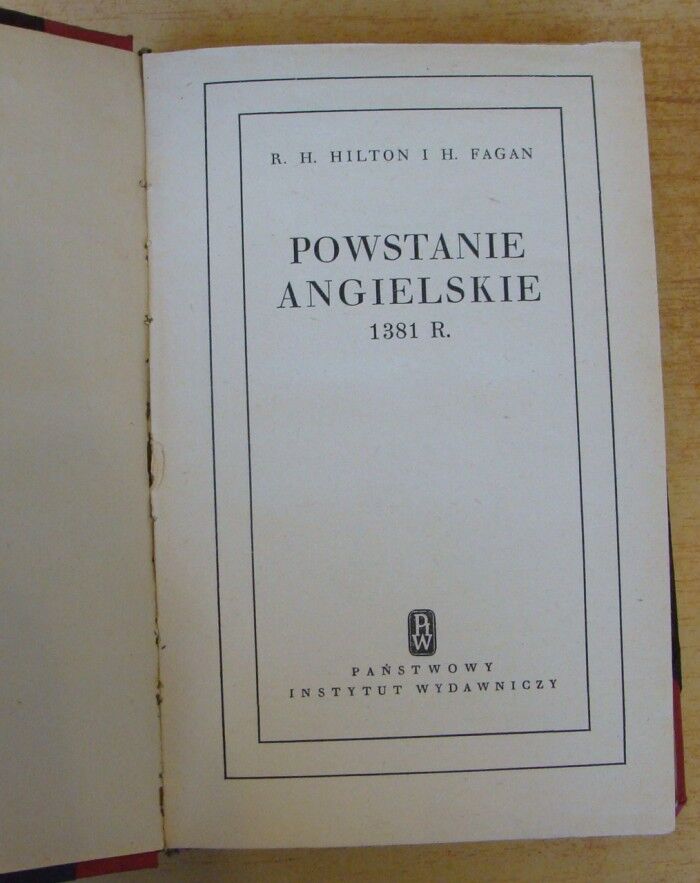 R. H. HILTON I H. FAGAN
POWSTANIE
ANGIELSKIE
1381 R.
PIW
PAŃSTWOWY
INSTYTUT WYDAWNICZY